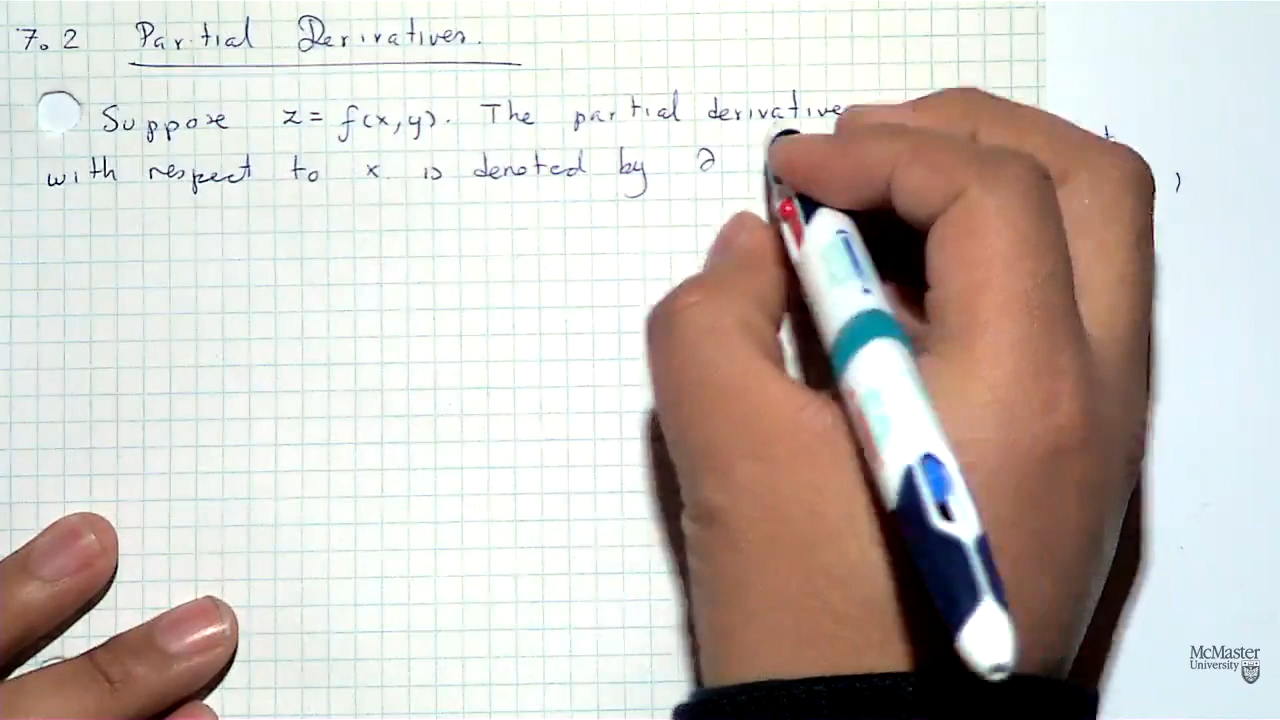 7.2 Partial Derivatives.
Suppose z = f(x,y). The partial derivative
with respect to x is denoted by ∂
McMaster
University